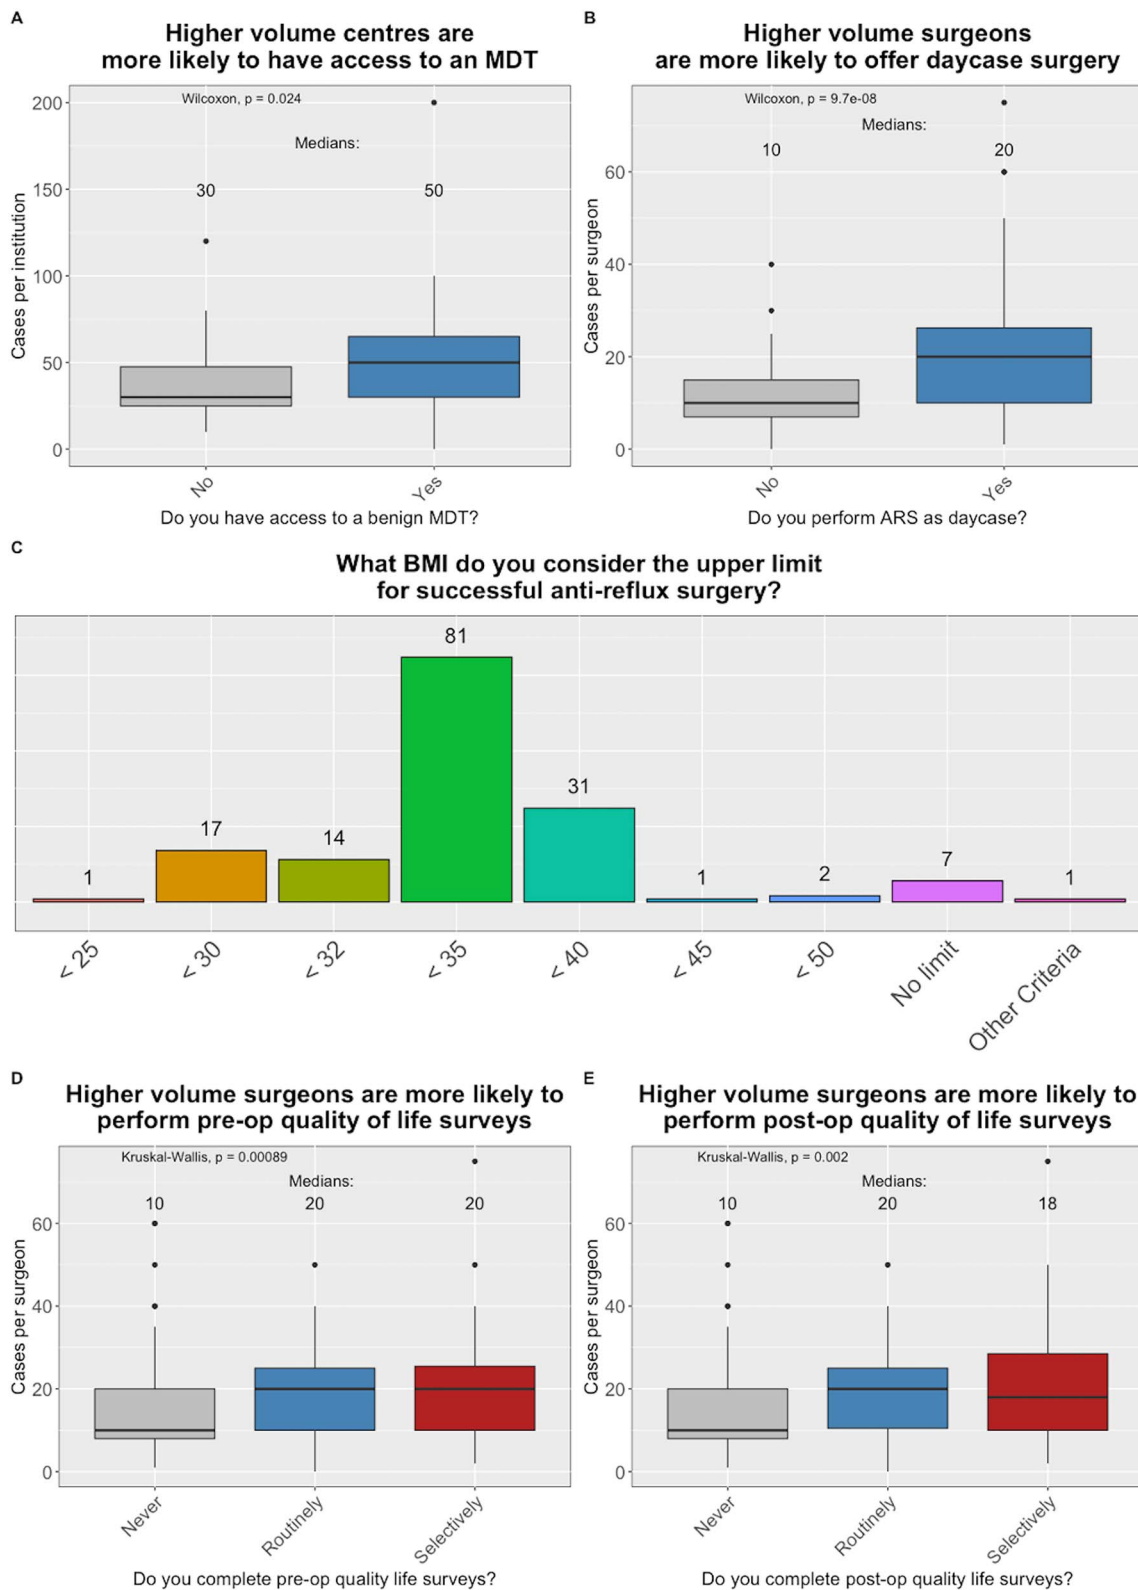 A
Higher volume centres are
more likely to have access to an MDT
Wilcoxon, p = 0.024
Medians:
30
50
200
150
100
50
0
Cases per institution
No
Yes
Do you have access to a benign MDT?
B
Higher volume surgeons
are more likely to offer daycase surgery
Wilcoxon, p = 9.7e-08
Medians:
10
20
60
40
20
0
Cases per surgeon
No
Yes
Do you perform ARS as daycase?
C
What BMI do you consider the upper limit
for successful anti-reflux surgery?
1
17
14
81
31
1
2
7
1
< 25
< 30
< 32
< 35
< 40
< 45
< 50
No limit
Other Criteria
D
Higher volume surgeons are more likely to
perform pre-op quality of life surveys
Kruskal-Wallis, p = 0.00089
Medians:
10
20
20
60
40
20
0
Cases per surgeon
Never
Routinely
Selectively
Do you complete pre-op quality life surveys?
E
Higher volume surgeons are more likely to
perform post-op quality of life surveys
Kruskal-Wallis, p = 0.002
Medians:
10
20
18
60
40
20
0
Cases per surgeon
Never
Routinely
Selectively
Do you complete post-op quality life surveys?